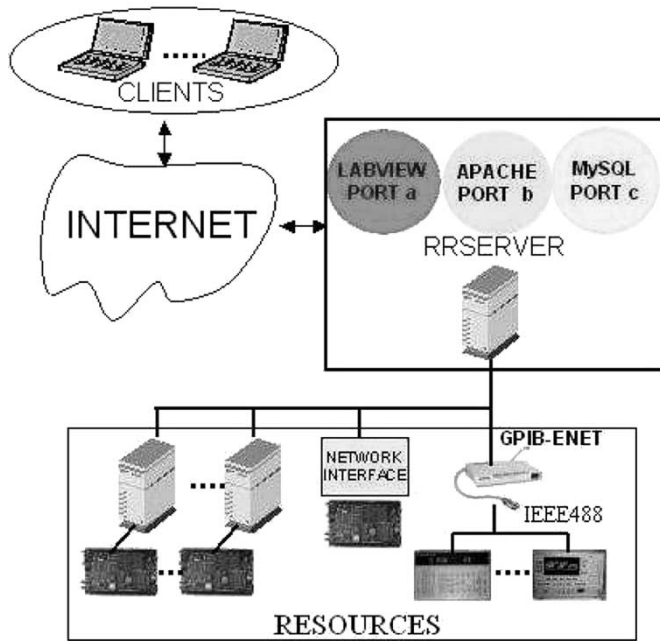 CLIENTS
INTERNET
LABVIEW
PORT a
APACHE
PORT b
MySQL
PORT c
RRSERVER
GPIB-ENET
NETWORK
INTERFACE
IEEE488
RESOURCES